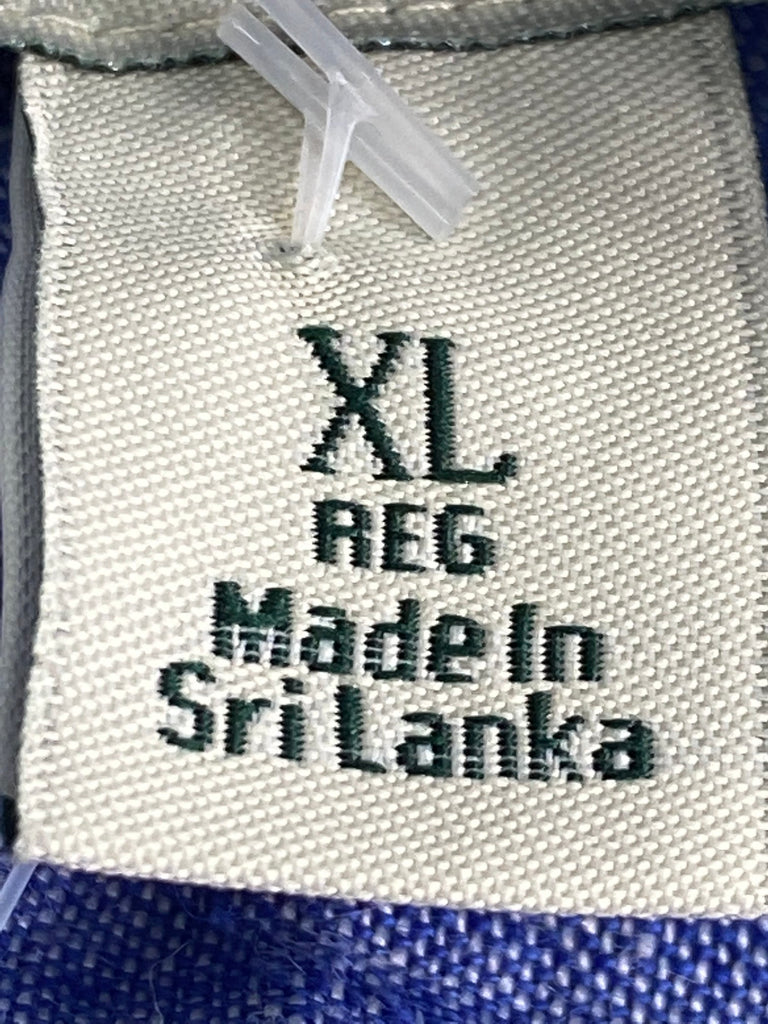 XL
REG
Made In
Sri Lanka